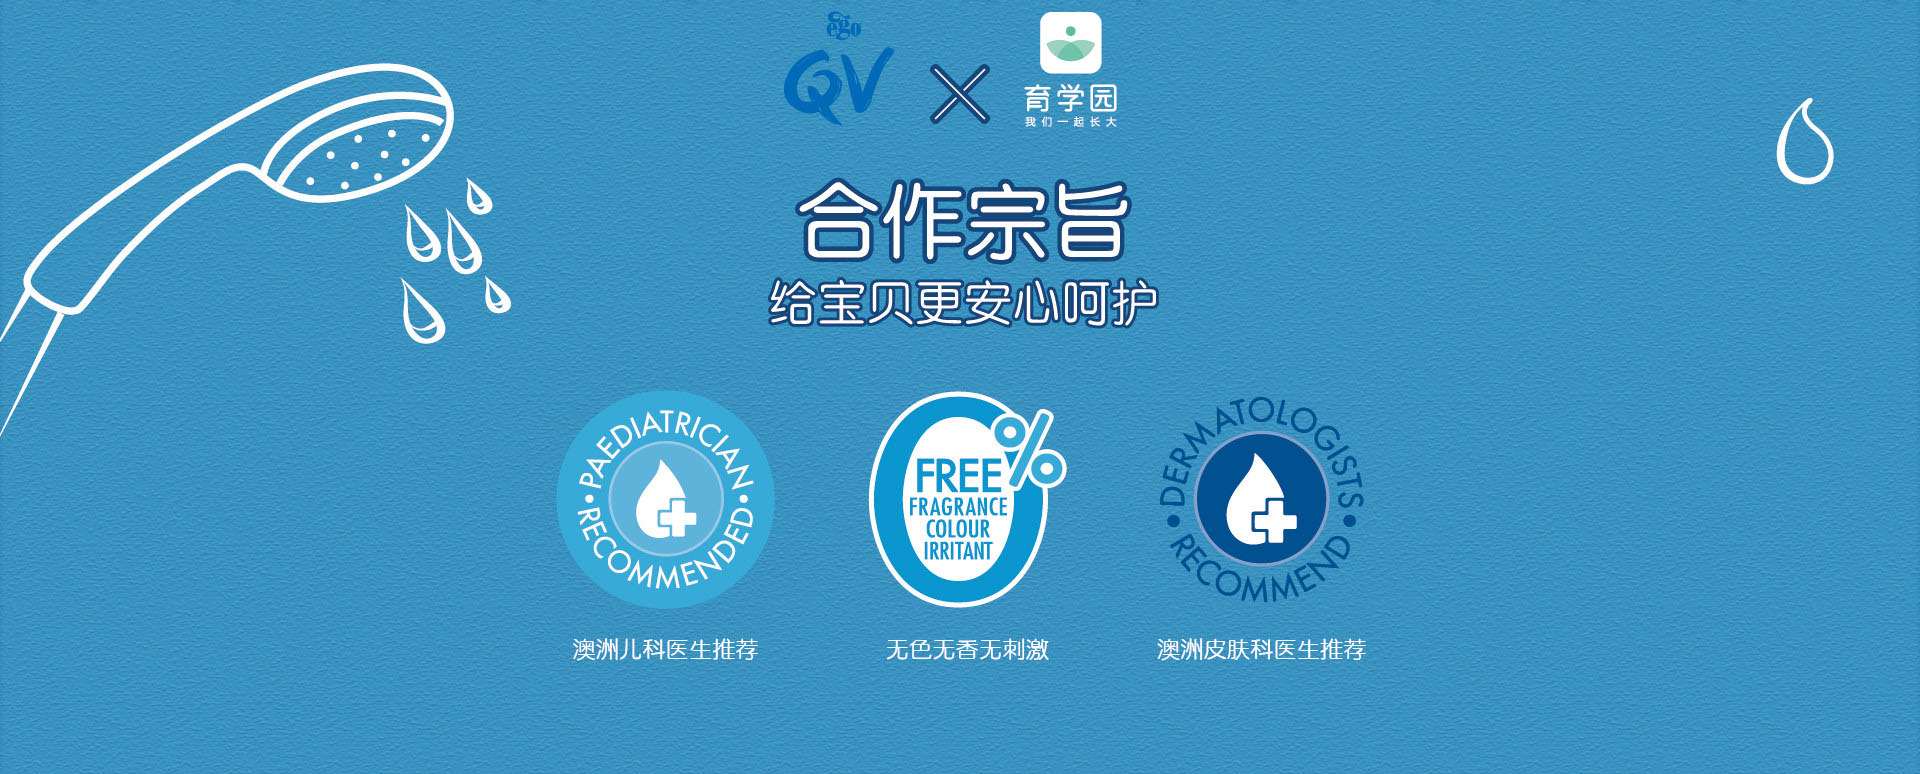 ego
QV
育学园
我们一起长大
合作宗旨
给宝贝更安心呵护
PAEDIATRICIAN
RECOMMENDED
0%
FREE
FRAGRANCE
COLOUR
IRRITANT
DERMATOLOGISTS
RECOMMEND
澳洲儿科医生推荐
无色无香无刺激
澳洲皮肤科医生推荐